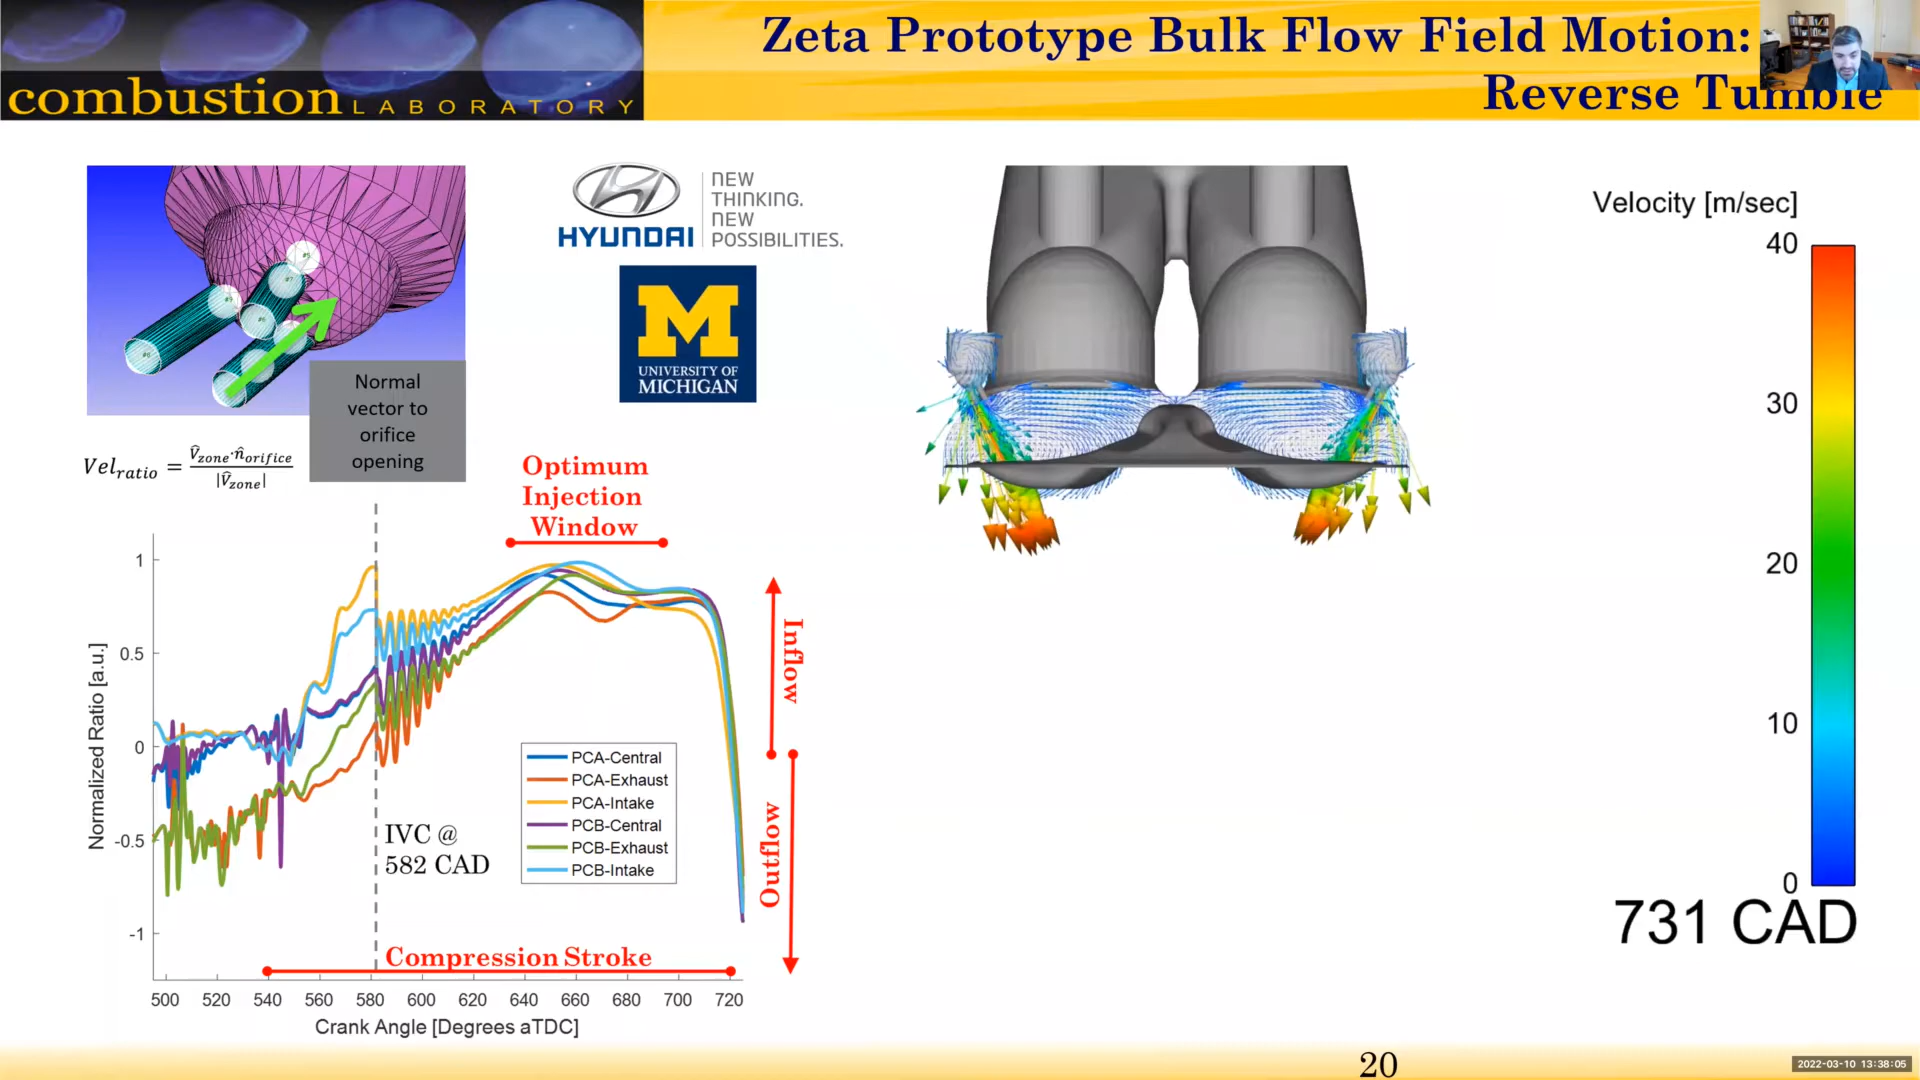 combustion LABORATORY
Zeta Prototype Bulk Flow Field Motion:
Reverse Tumble
HYUNDAI
NEW
THINKING.
NEW
POSSIBILITIES.
M
UNIVERSITY OF
MICHIGAN
Normal
vector to
orifice
opening
Vel_ratio = V̂_zone·n̂_orifice / |V̂_zone|
Optimum
Injection
Window
1
0.5
0
-0.5
-1
Normalized Ratio [a.u.]
PCA-Central
PCA-Exhaust
PCA-Intake
PCB-Central
PCB-Exhaust
PCB-Intake
IVC @
582 CAD
Compression Stroke
500 520 540 560 580 600 620 640 660 680 700 720
Crank Angle [Degrees aTDC]
Inflow
Outflow
Velocity [m/sec]
40
30
20
10
0
731 CAD
20
2022-03-10 13:38:05